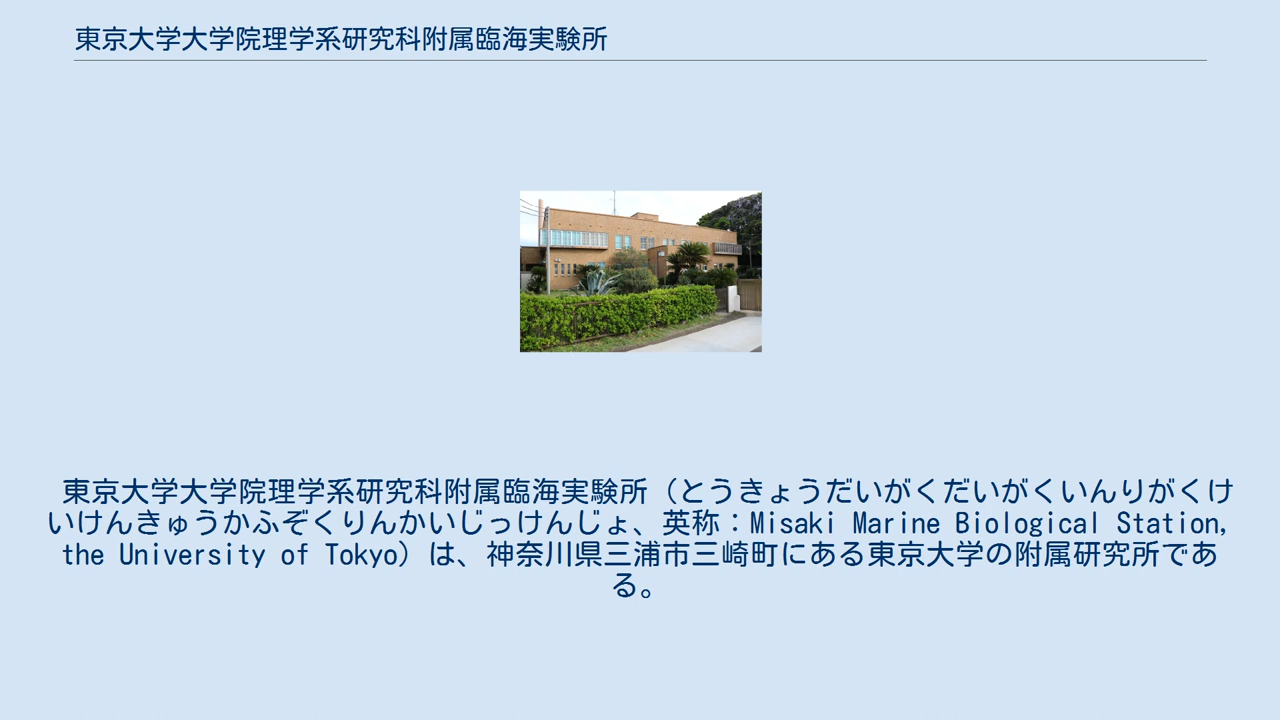 東京大学大学院理学系研究科附属臨海実験所
東京大学大学院理学系研究科附属臨海実験所（とうきょうだいがくだいがくいんりがくけ
いけんきゅうかふぞくりんかいじっけんじょ、英称：Misaki Marine Biological Station,
the University of Tokyo）は、神奈川県三浦市三崎町にある東京大学の附属研究所であ
る。